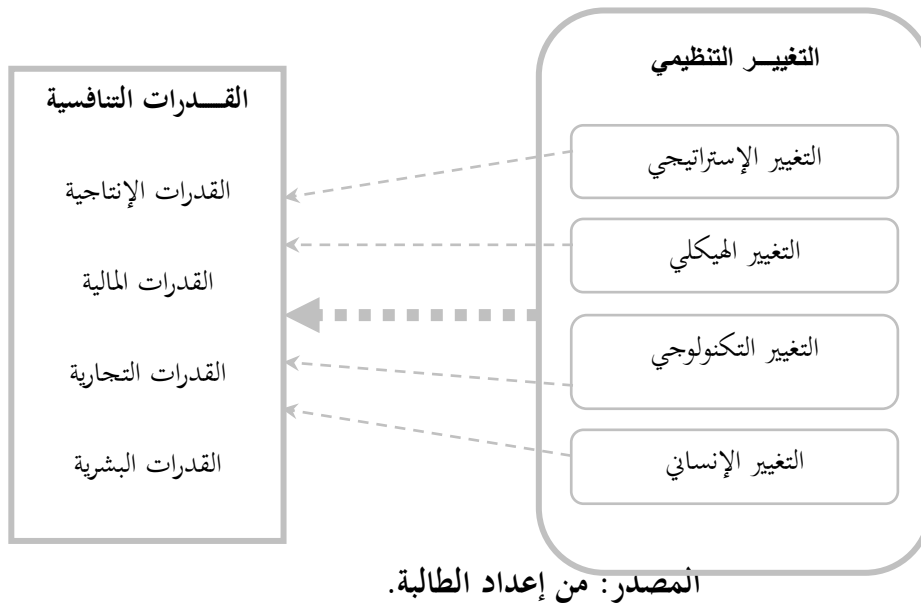 التغييــر التنظيمي
التغيير الإستراتيجي
التغيير الهيكلي
التغيير التكنولوجي
التغيير الإنساني
القــــدرات التنافسية
القدرات الإنتاجية
القدرات المالية
القدرات التجارية
القدرات البشرية
المصدر: من إعداد الطالبة.